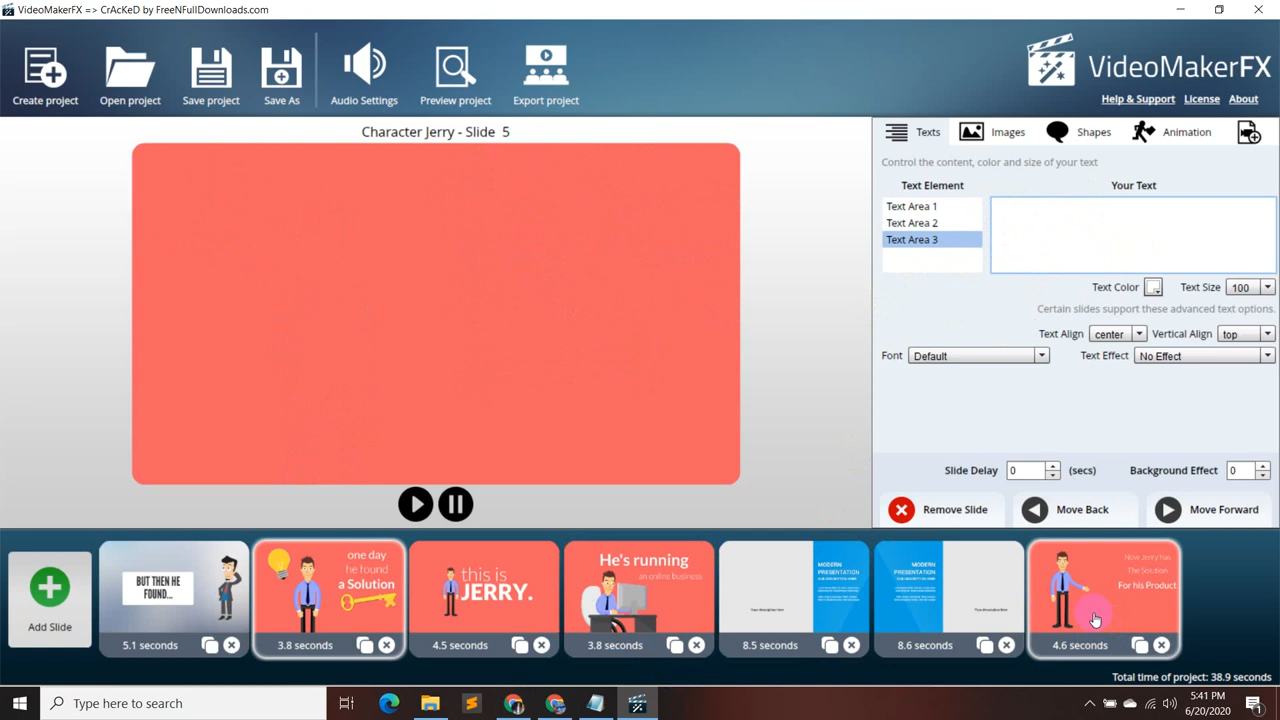 VideoMakerFX => CrAcKeD by FreeNFullDownloads.com
Create project
Open project
Save project
Save As
Audio Settings
Preview project
Export project
VideoMakerFX
Help & Support
License
About
Character Jerry - Slide 5
Texts
Images
Shapes
Animation
Control the content, color and size of your text
Text Element
Your Text
Text Area 1
Text Area 2
Text Area 3
Text Color
Text Size
100
Certain slides support these advanced text options.
Text Align
center
Vertical Align
top
Font
Default
Text Effect
No Effect
Slide Delay
0
(secs)
Background Effect
0
Remove Slide
Move Back
Move Forward
Add Slide
BUT THEN HE
FOUND...
5.1 seconds
one day
he found
a Solution
3.8 seconds
this is
JERRY.
4.5 seconds
He's running
an online business
3.8 seconds
MODERN
PRESENTATION
Your description here
8.5 seconds
MODERN
PRESENTATION
Your description here
8.6 seconds
Now Jerry has
The Solution
For his Product
4.6 seconds
Total time of project: 38.9 seconds
Type here to search
5:41 PM
6/20/2020
1